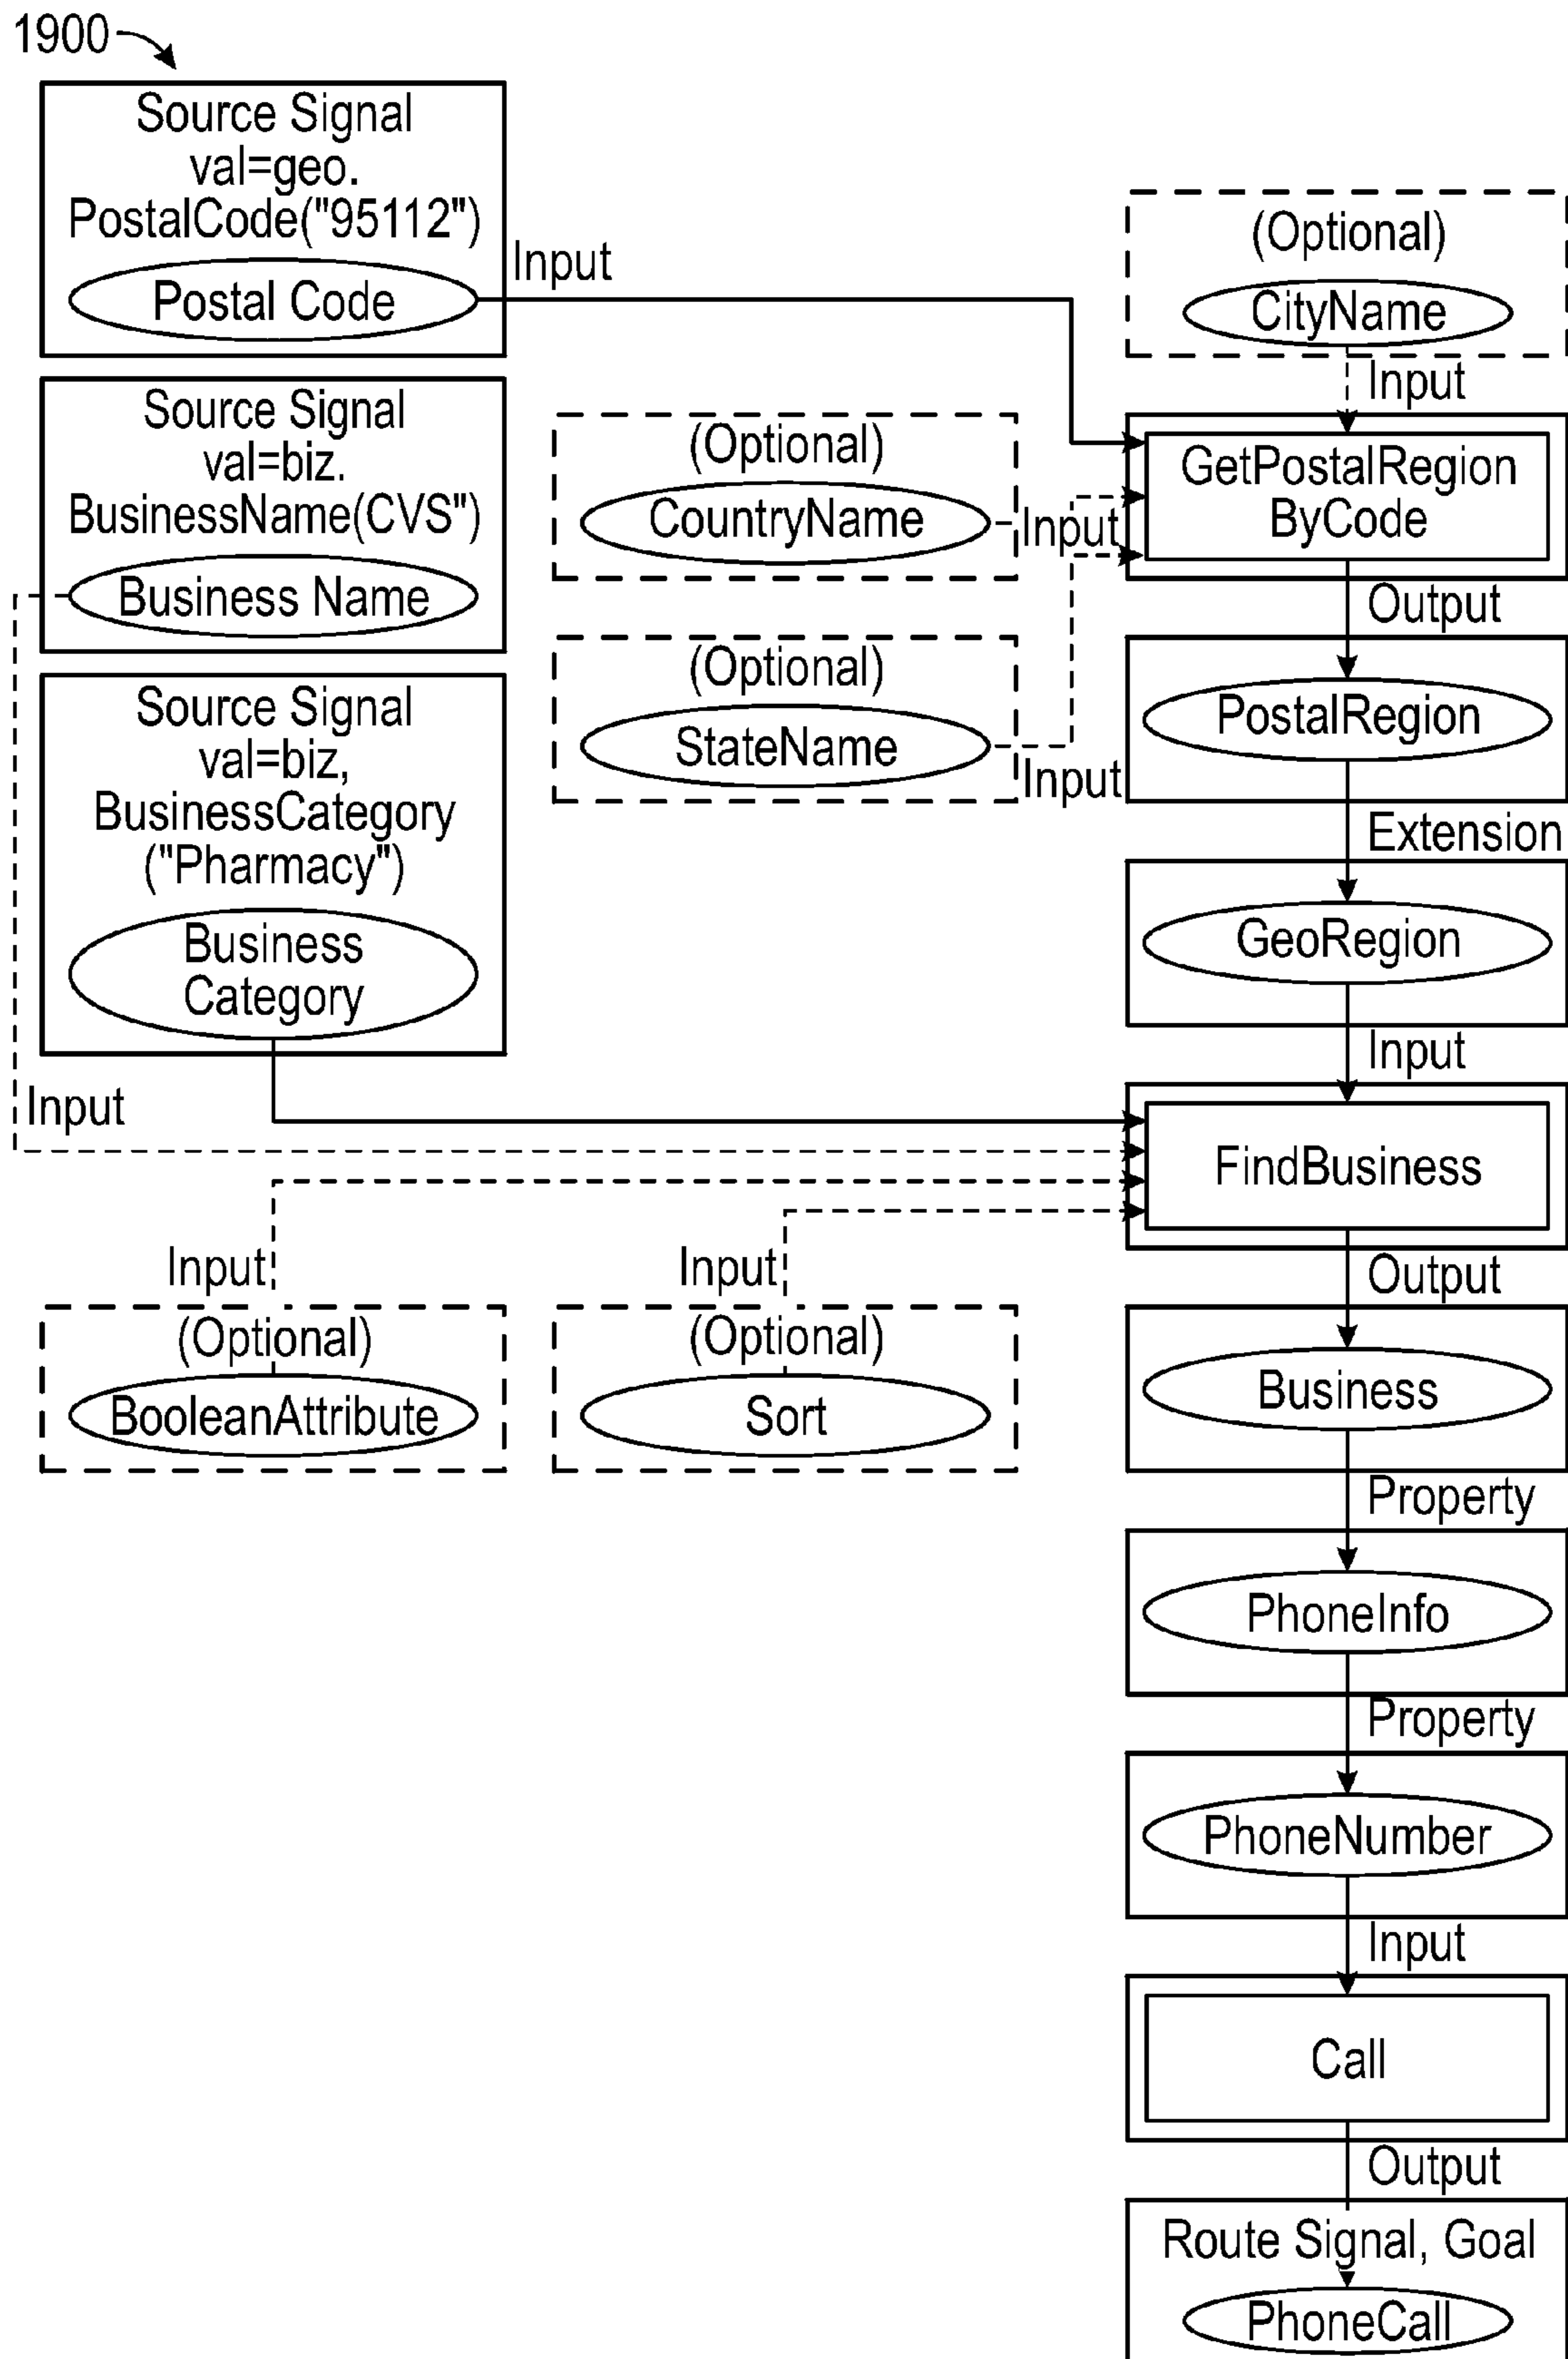 1900
Source Signal
val=geo.
PostalCode("95112")
Postal Code
Input
(Optional)
CityName
Input
Source Signal
val=biz.
BusinessName(CVS")
Business Name
(Optional)
CountryName
Input
GetPostalRegion
ByCode
Output
(Optional)
StateName
Input
PostalRegion
Extension
Source Signal
val=biz,
BusinessCategory
("Pharmacy")
Business
Category
GeoRegion
Input
Input
FindBusiness
Input
Input
Output
(Optional)
BooleanAttribute
(Optional)
Sort
Business
Property
PhoneInfo
Property
PhoneNumber
Input
Call
Output
Route Signal, Goal
PhoneCall